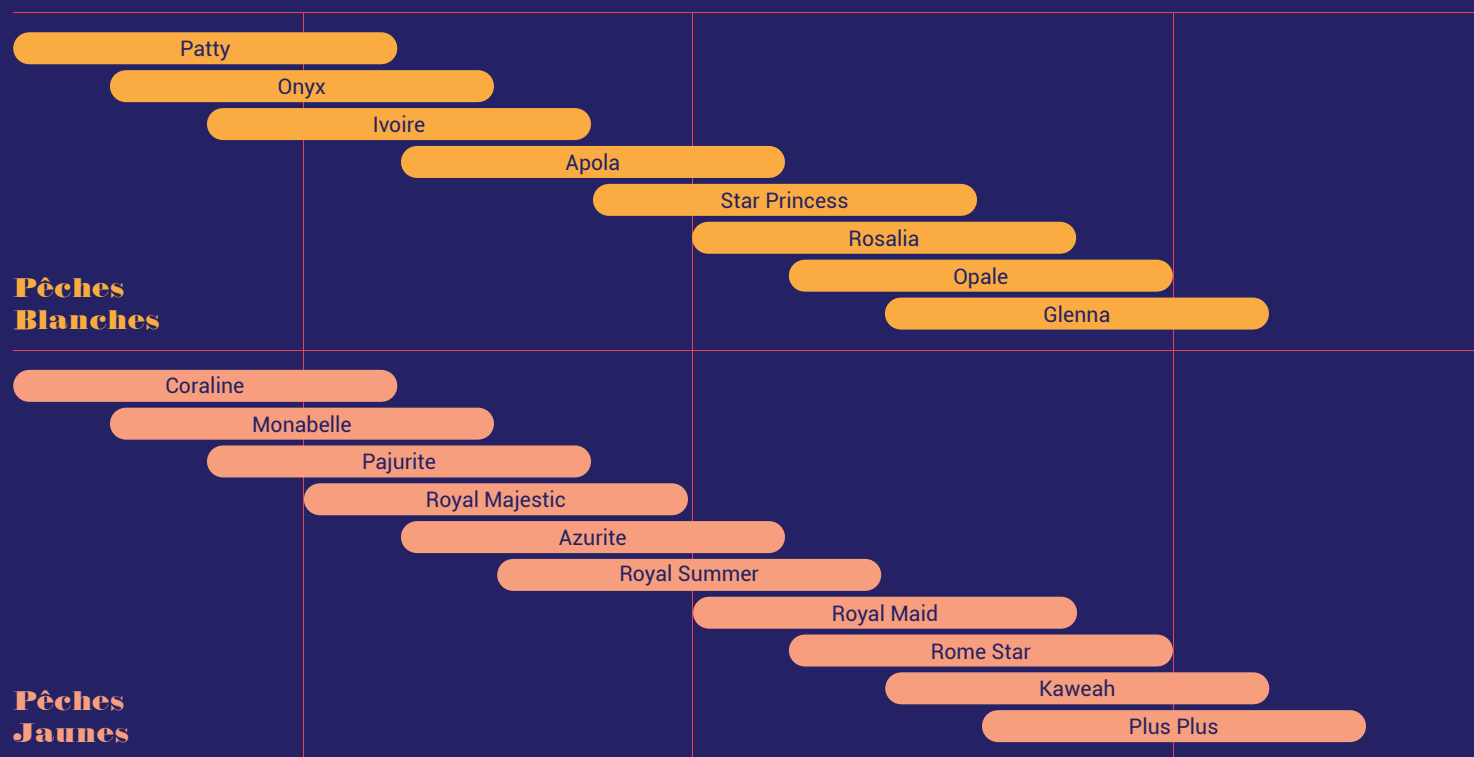 Patty
Onyx
Ivoire
Apola
Star Princess
Rosalia
Opale
Glenna
Pêches
Blanches
Coraline
Monabelle
Pajurite
Royal Majestic
Azurite
Royal Summer
Royal Maid
Rome Star
Kaweah
Plus Plus
Pêches
Jaunes